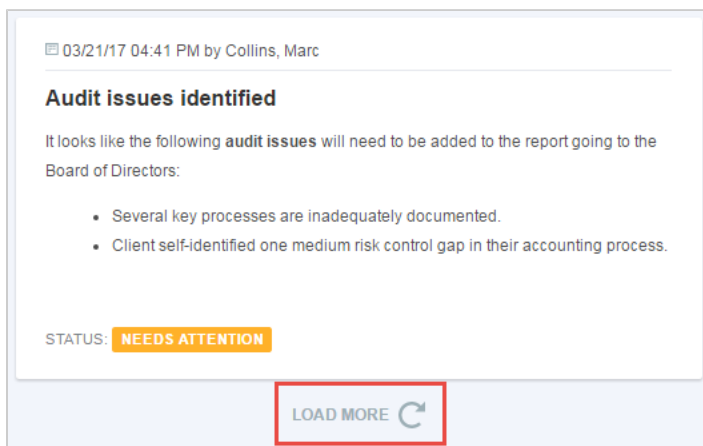 03/21/17 04:41 PM by Collins, Marc
Audit issues identified
It looks like the following audit issues will need to be added to the report going to the
Board of Directors:
• Several key processes are inadequately documented.
• Client self-identified one medium risk control gap in their accounting process.
STATUS: NEEDS ATTENTION
LOAD MORE